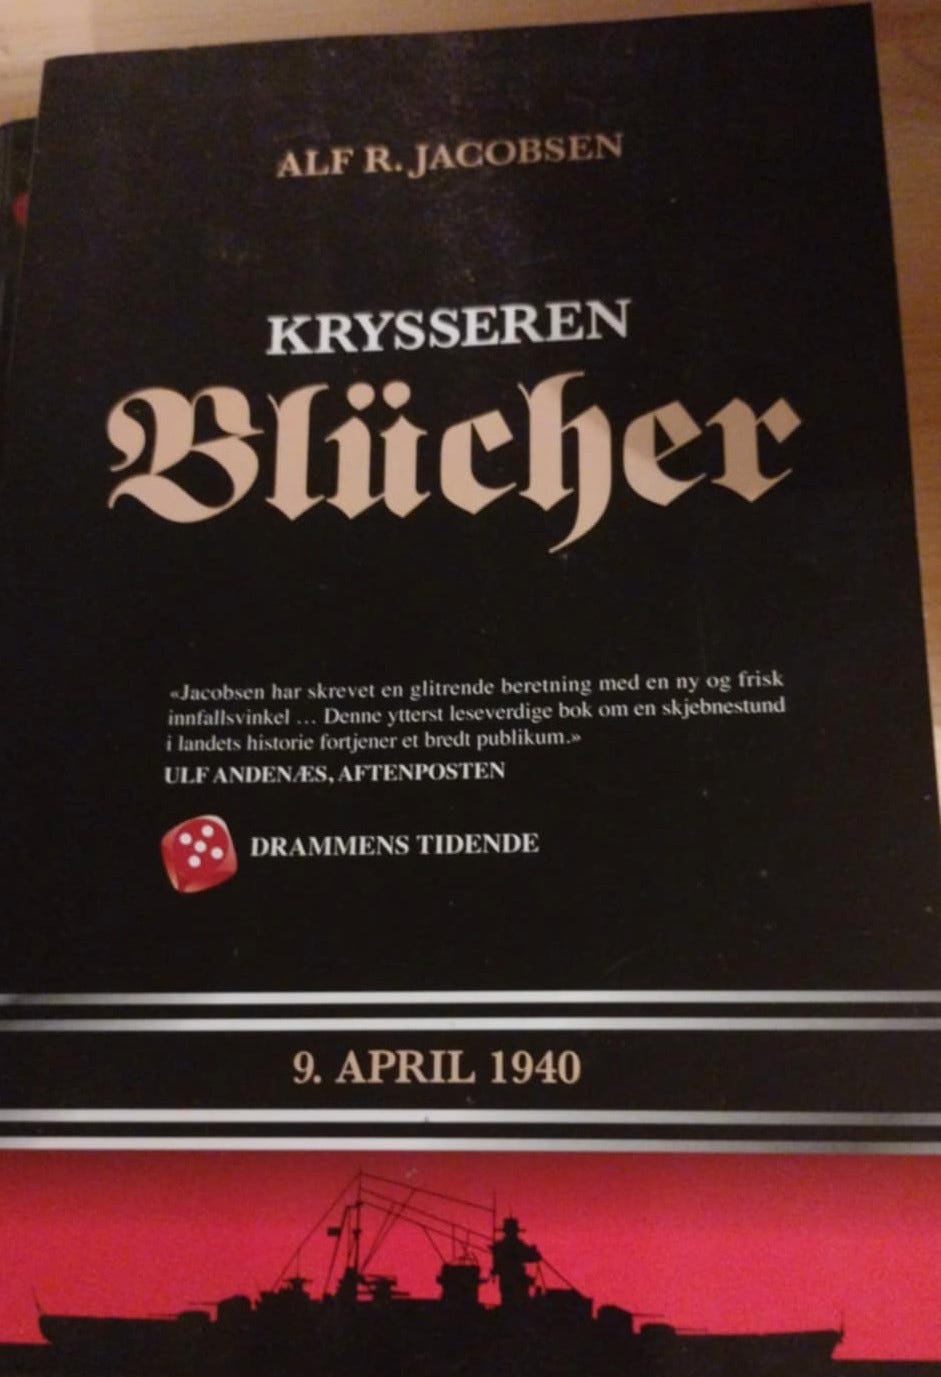 ALF R. JACOBSEN
KRYSSEREN
Blücher
«Jacobsen har skrevet en glitrende beretning med en ny og frisk
innfallsvinkel ... Denne ytterst leseverdige bok om en skjebnestund
i landets historie fortjener et bredt publikum.»
ULF ANDENÆS, AFTENPOSTEN
DRAMMENS TIDENDE
9. APRIL 1940